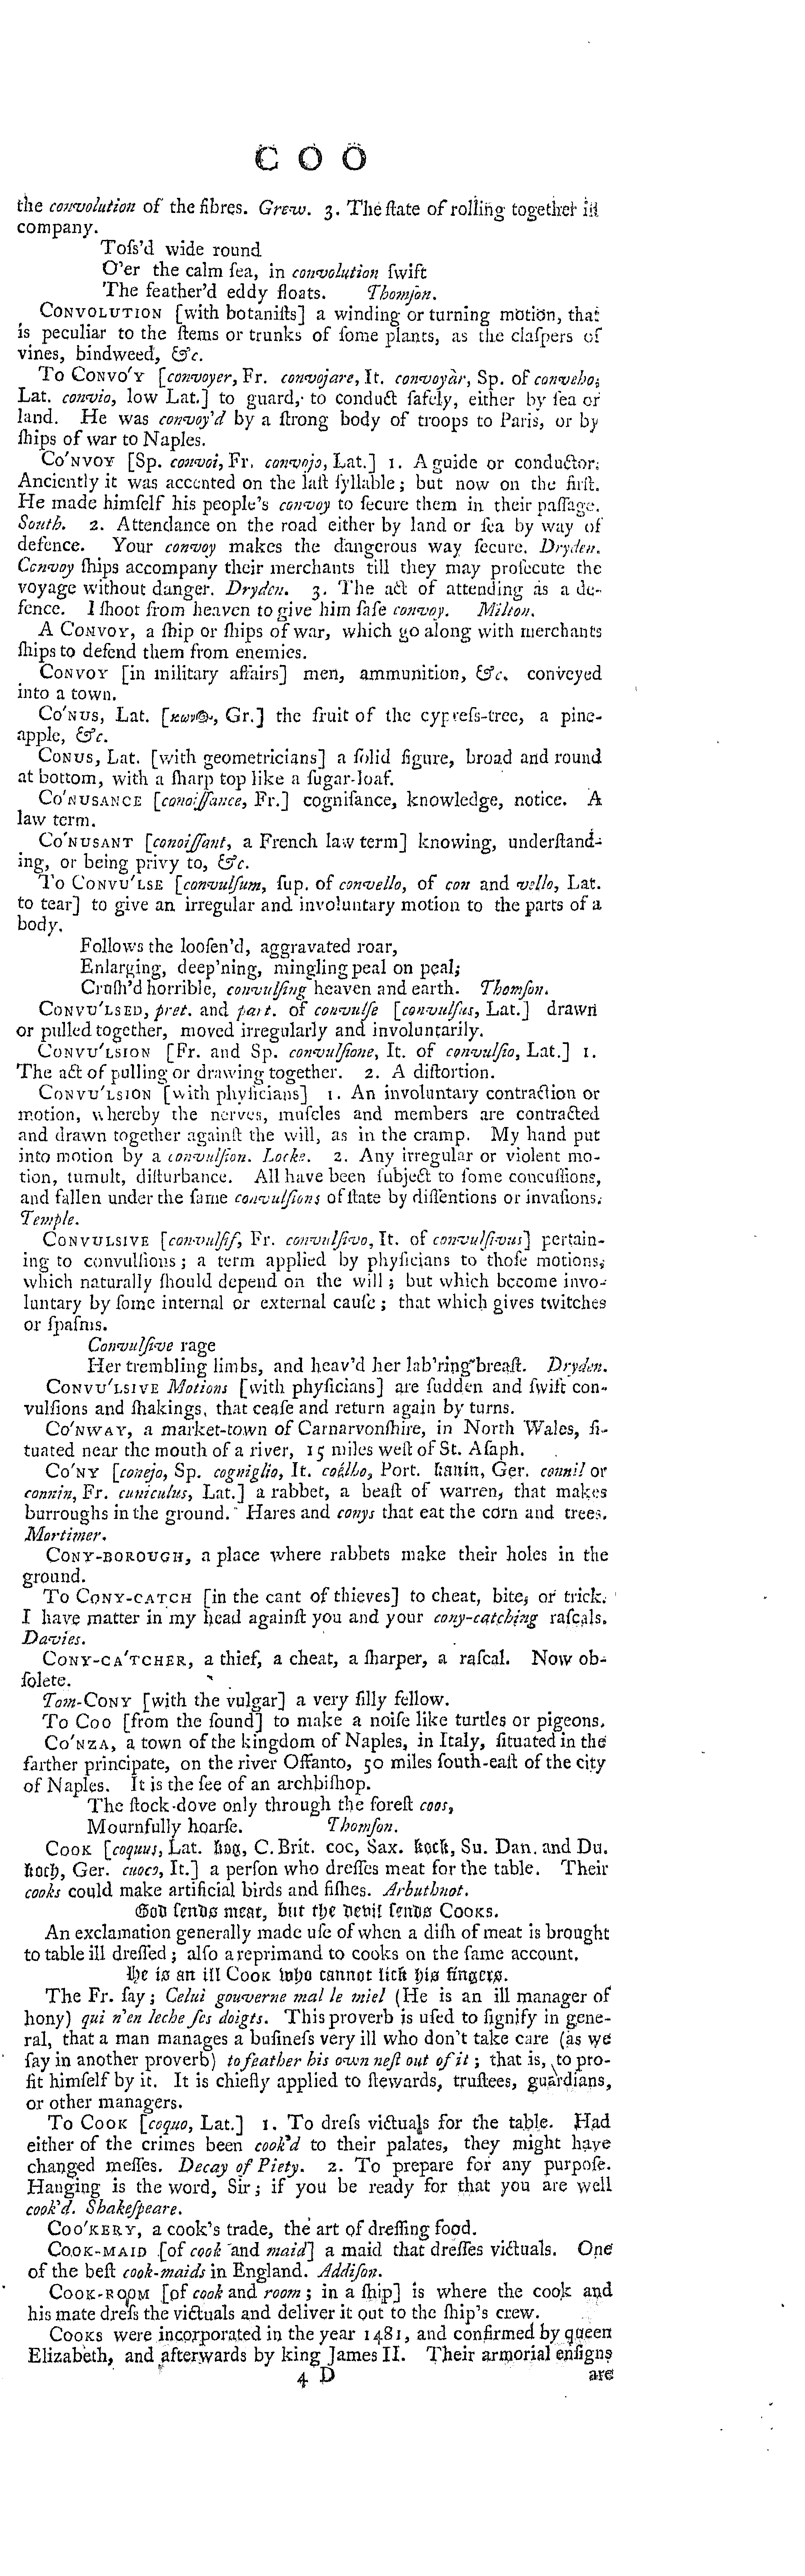 C O O
the convolution of the fibres. Grew. 3. The ſtate of rolling together in
company.
Toſs'd wide round
O'er the calm ſea, in convolution ſwift
The feather'd eddy floats. Thomſon.
CONVOLUTION [with botaniſts] a winding or turning motion, that
is peculiar to the ſtems or trunks of ſome plants, as the claſpers of
vines, bindweed, &c.
To CONVO'Y [convoyer, Fr. convojare, It. convoyàr, Sp. of conveho;
Lat. convio, low Lat.] to guard, to conduct ſafely, either by ſea or
land. He was convoy'd by a ſtrong body of troops to Paris, or by
ſhips of war to Naples.
CO'NVOY [Sp. convoi, Fr. convojo, Lat.] 1. A guide or conductor;
Anciently it was accented on the laſt ſyllable; but now on the firſt.
He made himſelf his people's convoy to ſecure them in their paſſage.
South. 2. Attendance on the road either by land or ſea by way of
defence. Your convoy makes the dangerous way ſecure. Dryden.
Convoy ſhips accompany their merchants till they may proſecute the
voyage without danger. Dryden. 3. The act of attending as a de-
fence. I ſhoot from heaven to give him ſafe convoy. Milton.
A CONVOY, a ſhip or ſhips of war, which go along with merchants
ſhips to defend them from enemies.
CONVOY [in military affairs] men, ammunition, &c. conveyed
into a town.
CO'NUS, Lat. [κωνος, Gr.] the fruit of the cypreſs-tree, a pine-
apple, &c.
CONUS, Lat. [with geometricians] a ſolid figure, broad and round
at bottom, with a ſharp top like a ſugar-loaf.
CO'NUSANCE [conoiſſance, Fr.] cogniſance, knowledge, notice. A
law term.
CO'NUSANT [conoiſſant, a French law term] knowing, underſtand-
ing, or being privy to, &c.
To CONVU'LSE [convulſum, ſup. of convello, of con and vello, Lat.
to tear] to give an irregular and involuntary motion to the parts of a
body.
Follows the looſen'd, aggravated roar,
Enlarging, deep'ning, mingling peal on peal;
Cruſh'd horrible, convulſing heaven and earth. Thomſon.
CONVU'LSED, pret. and part. of convulſe [convulſus, Lat.] drawn
or pulled together, moved irregularly and involuntarily.
CONVU'LSION [Fr. and Sp. convulſione, It. of convulſio, Lat.] 1.
The act of pulling or drawing together. 2. A diſtortion.
CONVU'LSION [with phyſicians] 1. An involuntary contraction or
motion, whereby the nerves, muſcles and members are contracted
and drawn together againſt the will, as in the cramp. My hand put
into motion by a convulſion. Locke. 2. Any irregular or violent mo-
tion, tumult, diſturbance. All have been ſubject to ſome concuſſions,
and fallen under the ſame convulſions of ſtate by diſſentions or invaſions.
Temple.
CONVULSIVE [convulſif, Fr. convulſivo, It. of convulſivus] pertain-
ing to convulſions; a term applied by phyſicians to thoſe motions;
which naturally ſhould depend on the will; but which become invo-
luntary by ſome internal or external cauſe; that which gives twitches
or ſpaſms.
Convulſive rage
Her trembling limbs, and heav'd her lab'ring breaſt. Dryden.
CONVU'LSIVE Motions [with phyſicians] are ſudden and ſwift con-
vulſions and ſhakings, that ceaſe and return again by turns.
CO'NWAY, a market-town of Carnarvonſhire, in North Wales, ſi-
tuated near the mouth of a river, 15 miles weſt of St. Aſaph.
CO'NY [conejo, Sp. cogniglio, It. coélho, Port. kanin, Ger. connil or
connin, Fr. cuniculus, Lat.] a rabbet, a beaſt of warren, that makes
burroughs in the ground. Hares and conys that eat the corn and trees.
Mortimer.
CONY-BOROUGH, a place where rabbets make their holes in the
ground.
To CONY-CATCH [in the cant of thieves] to cheat, bite, or trick.
I have matter in my head againſt you and your cony-catching raſcals.
Davies.
CONY-CA'TCHER, a thief, a cheat, a ſharper, a raſcal. Now ob-
ſolete.
Tom-CONY [with the vulgar] a very ſilly fellow.
To COO [from the ſound] to make a noiſe like turtles or pigeons.
CO'NZA, a town of the kingdom of Naples, in Italy, ſituated in the
farther principate, on the river Offanto, 50 miles ſouth-eaſt of the city
of Naples. It is the ſee of an archbiſhop.
The ſtock-dove only through the foreſt coos,
Mournfully hoarſe. Thomſon.
COOK [coquus, Lat. kog, C. Brit. coc, Sax. kock, Su. Dan. and Du.
koch, Ger. cuoco, It.] a perſon who dreſſes meat for the table. Their
cooks could make artificial birds and fiſhes. Arbuthnot.
God ſends meat, but the devil ſends COOKS.
An exclamation generally made uſe of when a diſh of meat is brought
to table ill dreſſed; alſo a reprimand to cooks on the ſame account.
He is an ill COOK who cannot lick his fingers.
The Fr. ſay; Celui gouverne mal le miel (He is an ill manager of
hony) qui n'en leche ſes doigts. This proverb is uſed to ſignify in gene-
ral, that a man manages a buſineſs very ill who don't take care (as we
ſay in another proverb) to feather his own neſt out of it; that is, to pro-
fit himſelf by it. It is chiefly applied to ſtewards, truſtees, guardians,
or other managers.
To COOK [coquo, Lat.] 1. To dreſs victuals for the table. Had
either of the crimes been cook'd to their palates, they might have
changed meſſes. Decay of Piety. 2. To prepare for any purpoſe.
Hanging is the word, Sir; if you be ready for that you are well
cook'd. Shakeſpeare.
COO'KERY, a cook's trade, the art of dreſſing food.
COOK-MAID [of cook and maid] a maid that dreſſes victuals. One
of the beſt cook-maids in England. Addiſon.
COOK-ROOM [of cook and room; in a ſhip] is where the cook and
his mate dreſs the victuals and deliver it out to the ſhip's crew.
COOKS were incorporated in the year 1481, and confirmed by queen
Elizabeth, and afterwards by king James II. Their armorial enſigns
4 D are